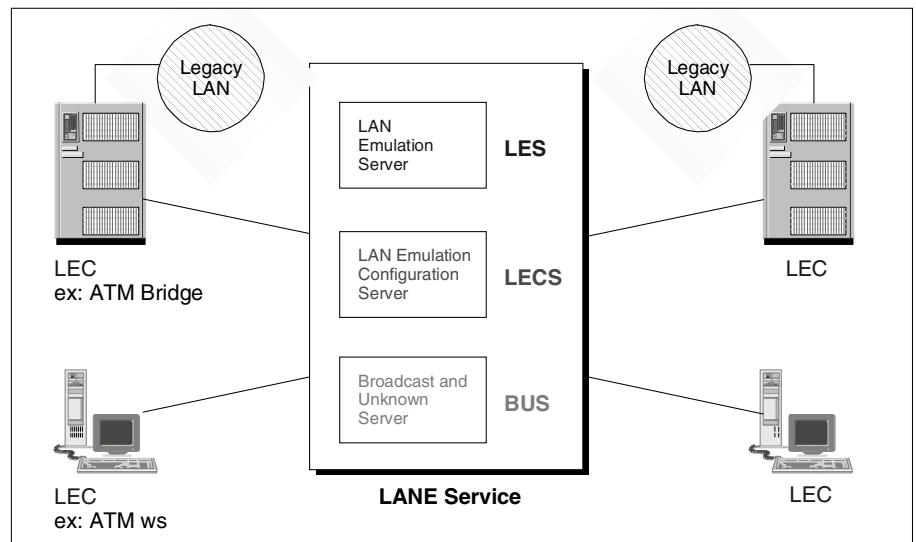 Legacy
LAN
Legacy
LAN
LAN
Emulation
Server
LES
LAN Emulation
Configuration
Server
LECS
Broadcast and
Unknown
Server
BUS
LANE Service
LEC
ex: ATM Bridge
LEC
LEC
ex: ATM ws
LEC